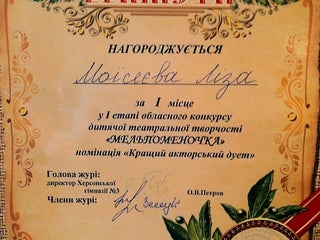 НАГОРОДЖУЄТЬСЯ
Моісеєва Ліза
за I місце
у I етапі обласного конкурсу
дитячої театральної творчості
«МЕЛЬПОМЕНОЧКА»
номінація «Кращий акторський дует»
Голова журі:
директор Херсонської
гімназії №3 О.В.Петров
Члени журі: